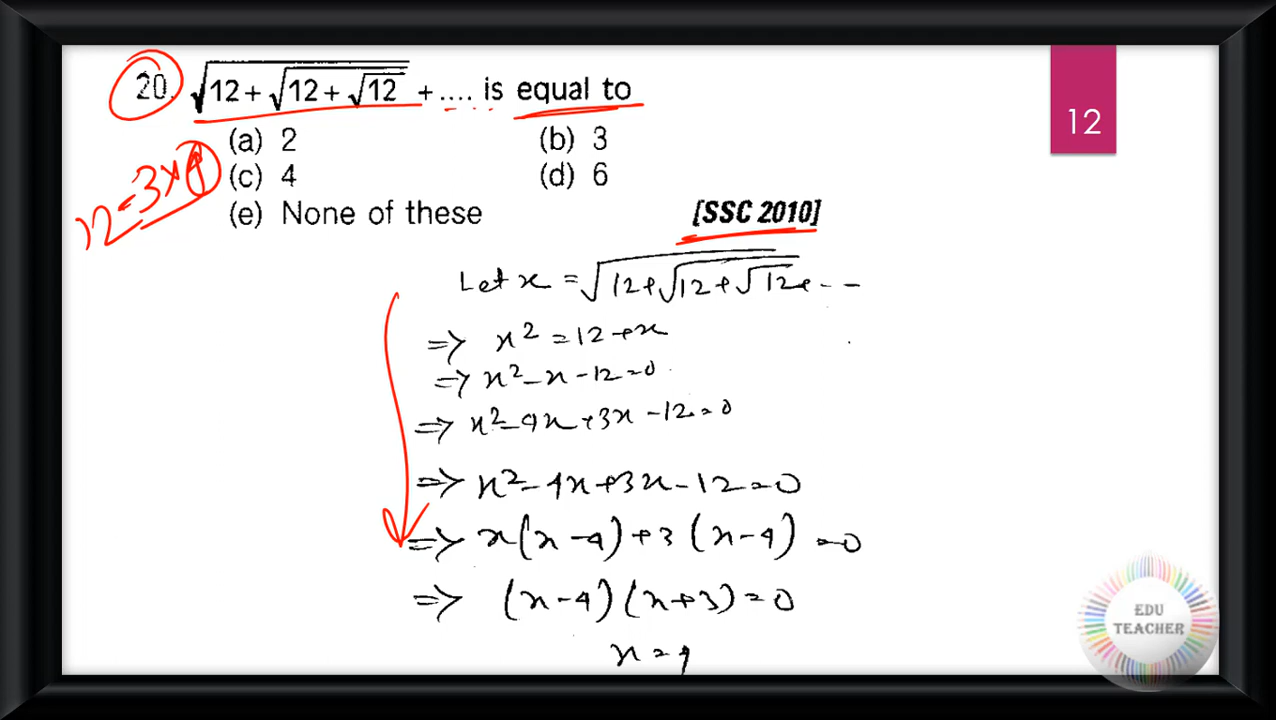 20. √12 + √12 + √12 + .... is equal to
12
(a) 2 (b) 3
(c) 4 (d) 6
(e) None of these [SSC 2010]
12 = 3 × 4
Let x = √12 + √12 + √12 + - -
⇒ x² = 12 + x
⇒ x² - x - 12 = 0
⇒ x² - 4x + 3x - 12 = 0
⇒ x² - 4x + 3x - 12 = 0
⇒ x(x - 4) + 3(x - 4) = 0
⇒ (x - 4)(x + 3) = 0
x = 4
EDU
TEACHER